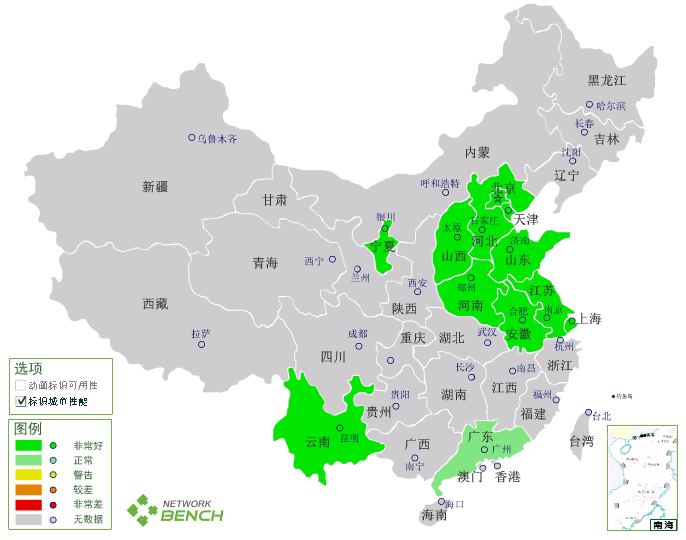 黑龙江
哈尔滨
长春
吉林
乌鲁木齐
沈阳
内蒙
辽宁
新疆
呼和浩特
北京
甘肃
银川
石家庄
天津
太原
宁夏
河北
济南
青海
西宁
山西
山东
兰州
西安
郑州
江苏
西藏
陕西
河南
合肥
南京
上海
拉萨
成都
重庆
湖北
武汉
安徽
杭州
四川
长沙
南昌
浙江
选项
动画标识可用性
标识城市性能
贵阳
湖南
江西
福州
钓鱼岛
贵州
福建
台北
图例
非常好
正常
警告
较差
非常差
无数据
云南
昆明
广西
广东
广州
台湾
南宁
澳门
香港
海口
海南
NETWORK
BENCH
南海